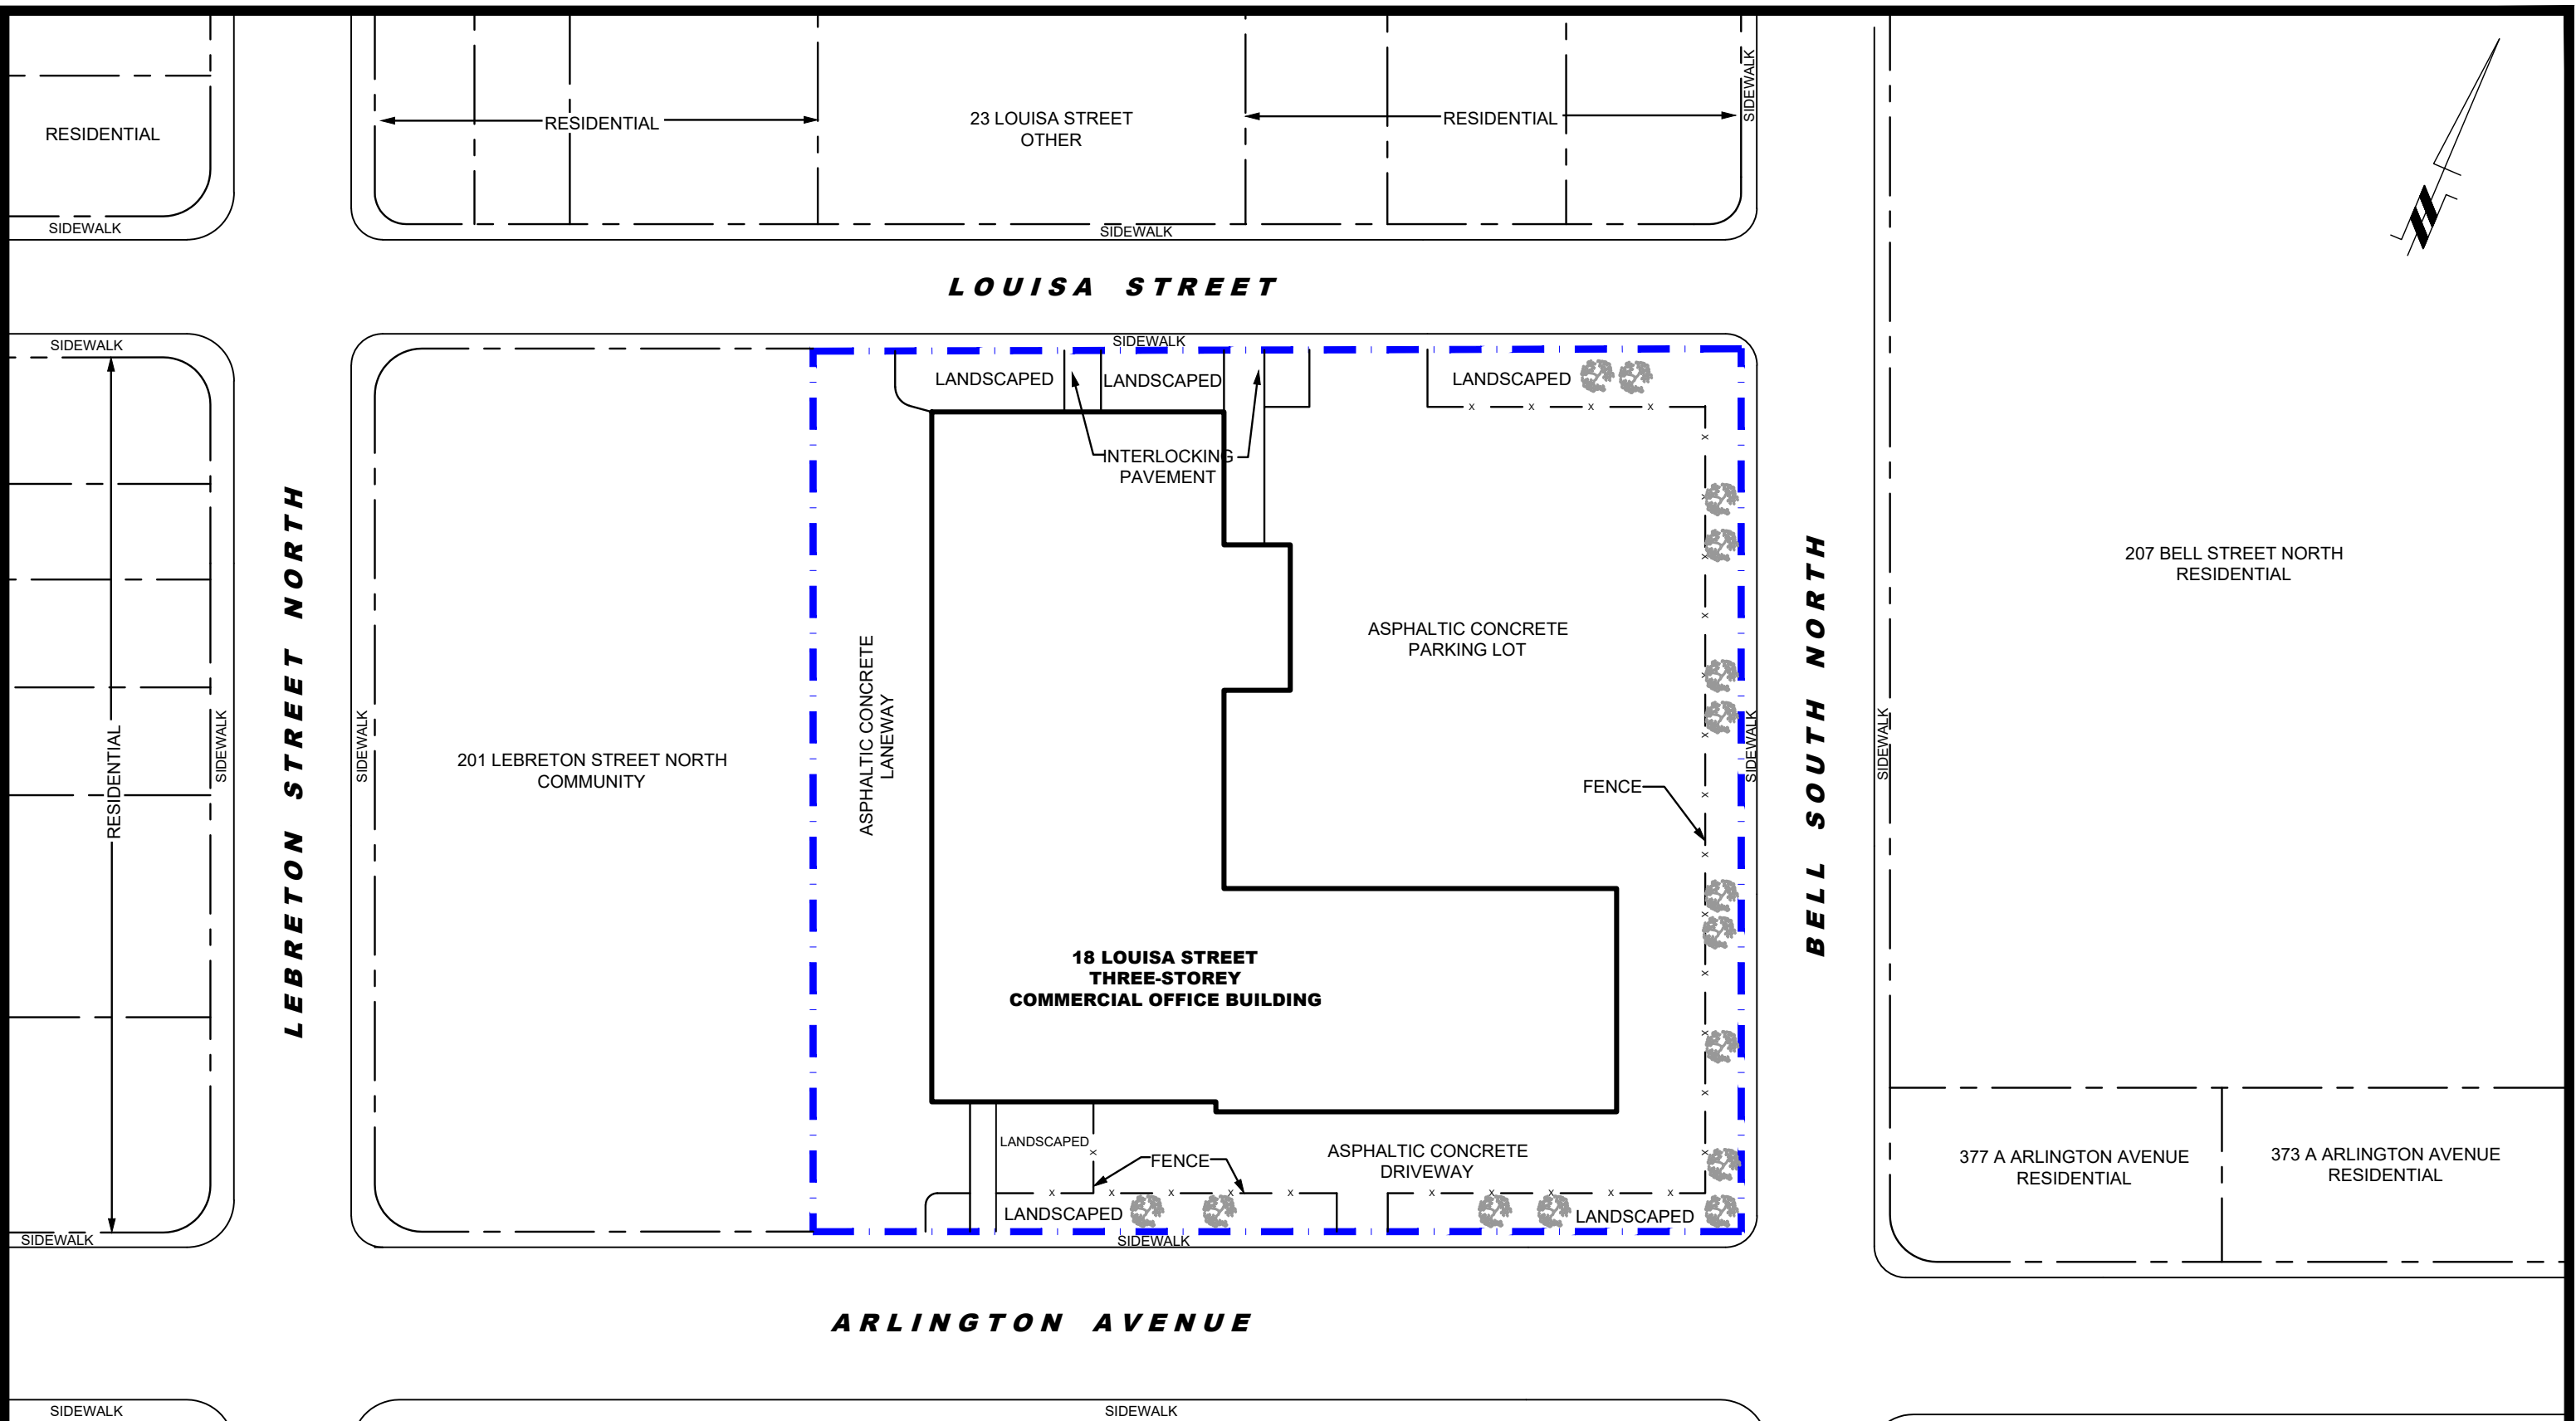 SIDEWALK
RESIDENTIAL
RESIDENTIAL
23 LOUISA STREET
OTHER
RESIDENTIAL
SIDEWALK
SIDEWALK
LOUISA STREET
SIDEWALK
SIDEWALK
LANDSCAPED
LANDSCAPED
LANDSCAPED
INTERLOCKING
PAVEMENT
LEBRETON STREET NORTH
BELL SOUTH NORTH
207 BELL STREET NORTH
RESIDENTIAL
ASPHALTIC CONCRETE
PARKING LOT
ASPHALTIC CONCRETE
LANEWAY
RESIDENTIAL
SIDEWALK
SIDEWALK
201 LEBRETON STREET NORTH
COMMUNITY
FENCE
SIDEWALK
SIDEWALK
18 LOUISA STREET
THREE-STOREY
COMMERCIAL OFFICE BUILDING
LANDSCAPED
FENCE
ASPHALTIC CONCRETE
DRIVEWAY
377 A ARLINGTON AVENUE
RESIDENTIAL
373 A ARLINGTON AVENUE
RESIDENTIAL
LANDSCAPED
LANDSCAPED
SIDEWALK
SIDEWALK
ARLINGTON AVENUE
SIDEWALK
SIDEWALK